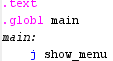 .text
.globl main
main:
j show_menu